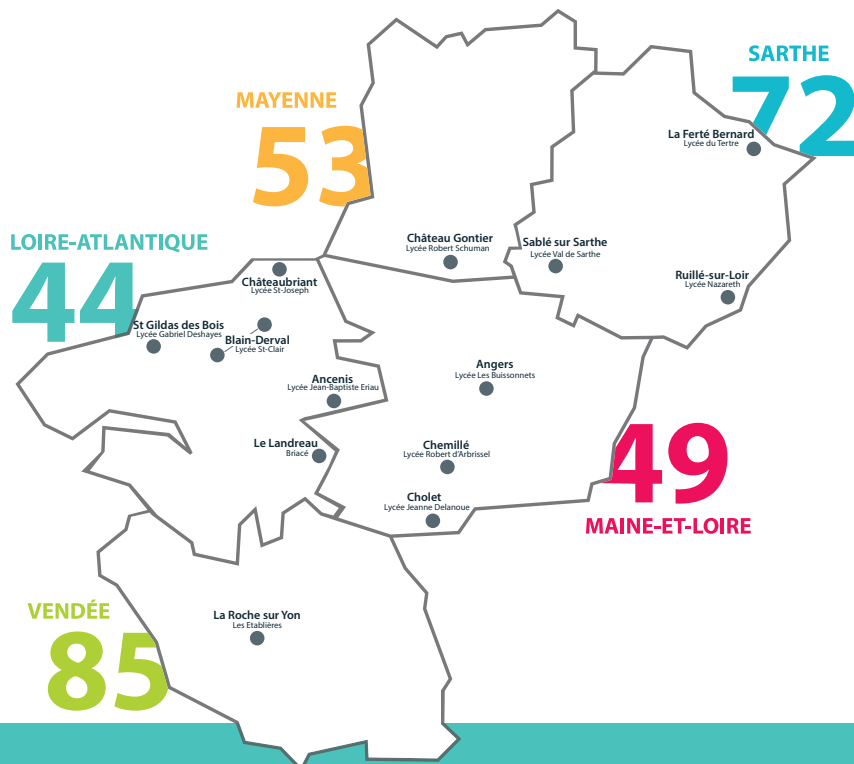 SARTHE
72
MAYENNE
53
La Ferté Bernard
Lycée du Tertre
LOIRE-ATLANTIQUE
44
Château Gontier
Lycée Robert Schuman
Sablé sur Sarthe
Lycée Val de Sarthe
Ruillé-sur-Loir
Lycée Nazareth
Châteaubriant
Lycée St-Joseph
St Gildas des Bois
Lycée Gabriel Deshayes
Blain-Derval
Lycée St-Clair
Ancenis
Lycée Jean-Baptiste Eriau
Angers
Lycée Les Buissonnets
Le Landreau
Briacé
Chemillé
Lycée Robert d'Arbrissel
49
MAINE-ET-LOIRE
Cholet
Lycée Jeanne Delanoue
VENDÉE
85
La Roche sur Yon
Les Etablières